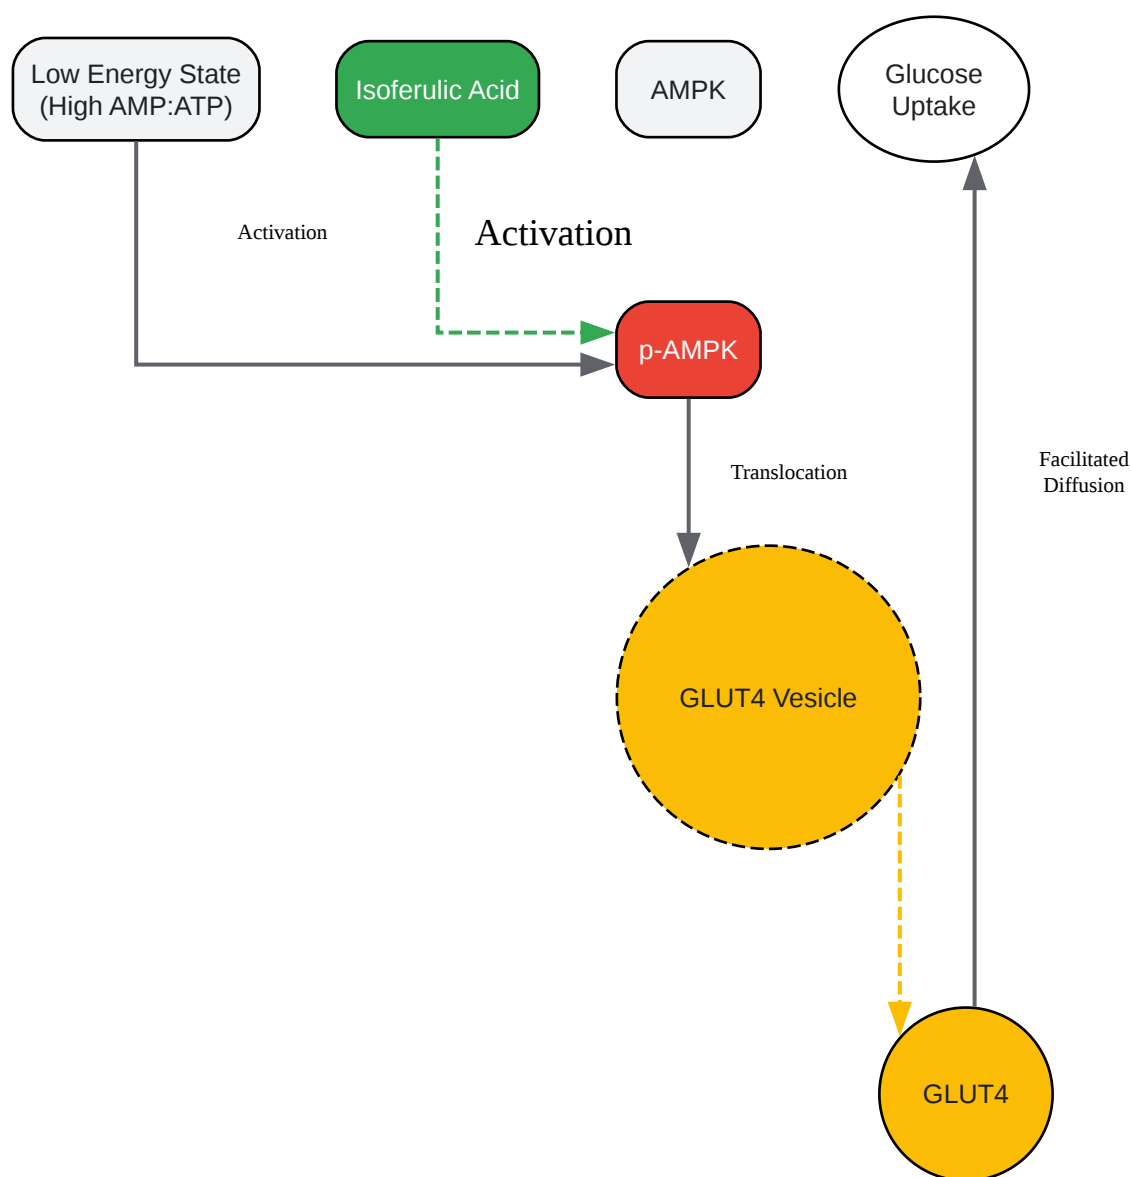 Low Energy State
(High AMP:ATP)
Isoferulic Acid
AMPK
Glucose
Uptake
Activation
Activation
p-AMPK
Translocation
Facilitated
Diffusion
GLUT4 Vesicle
GLUT4